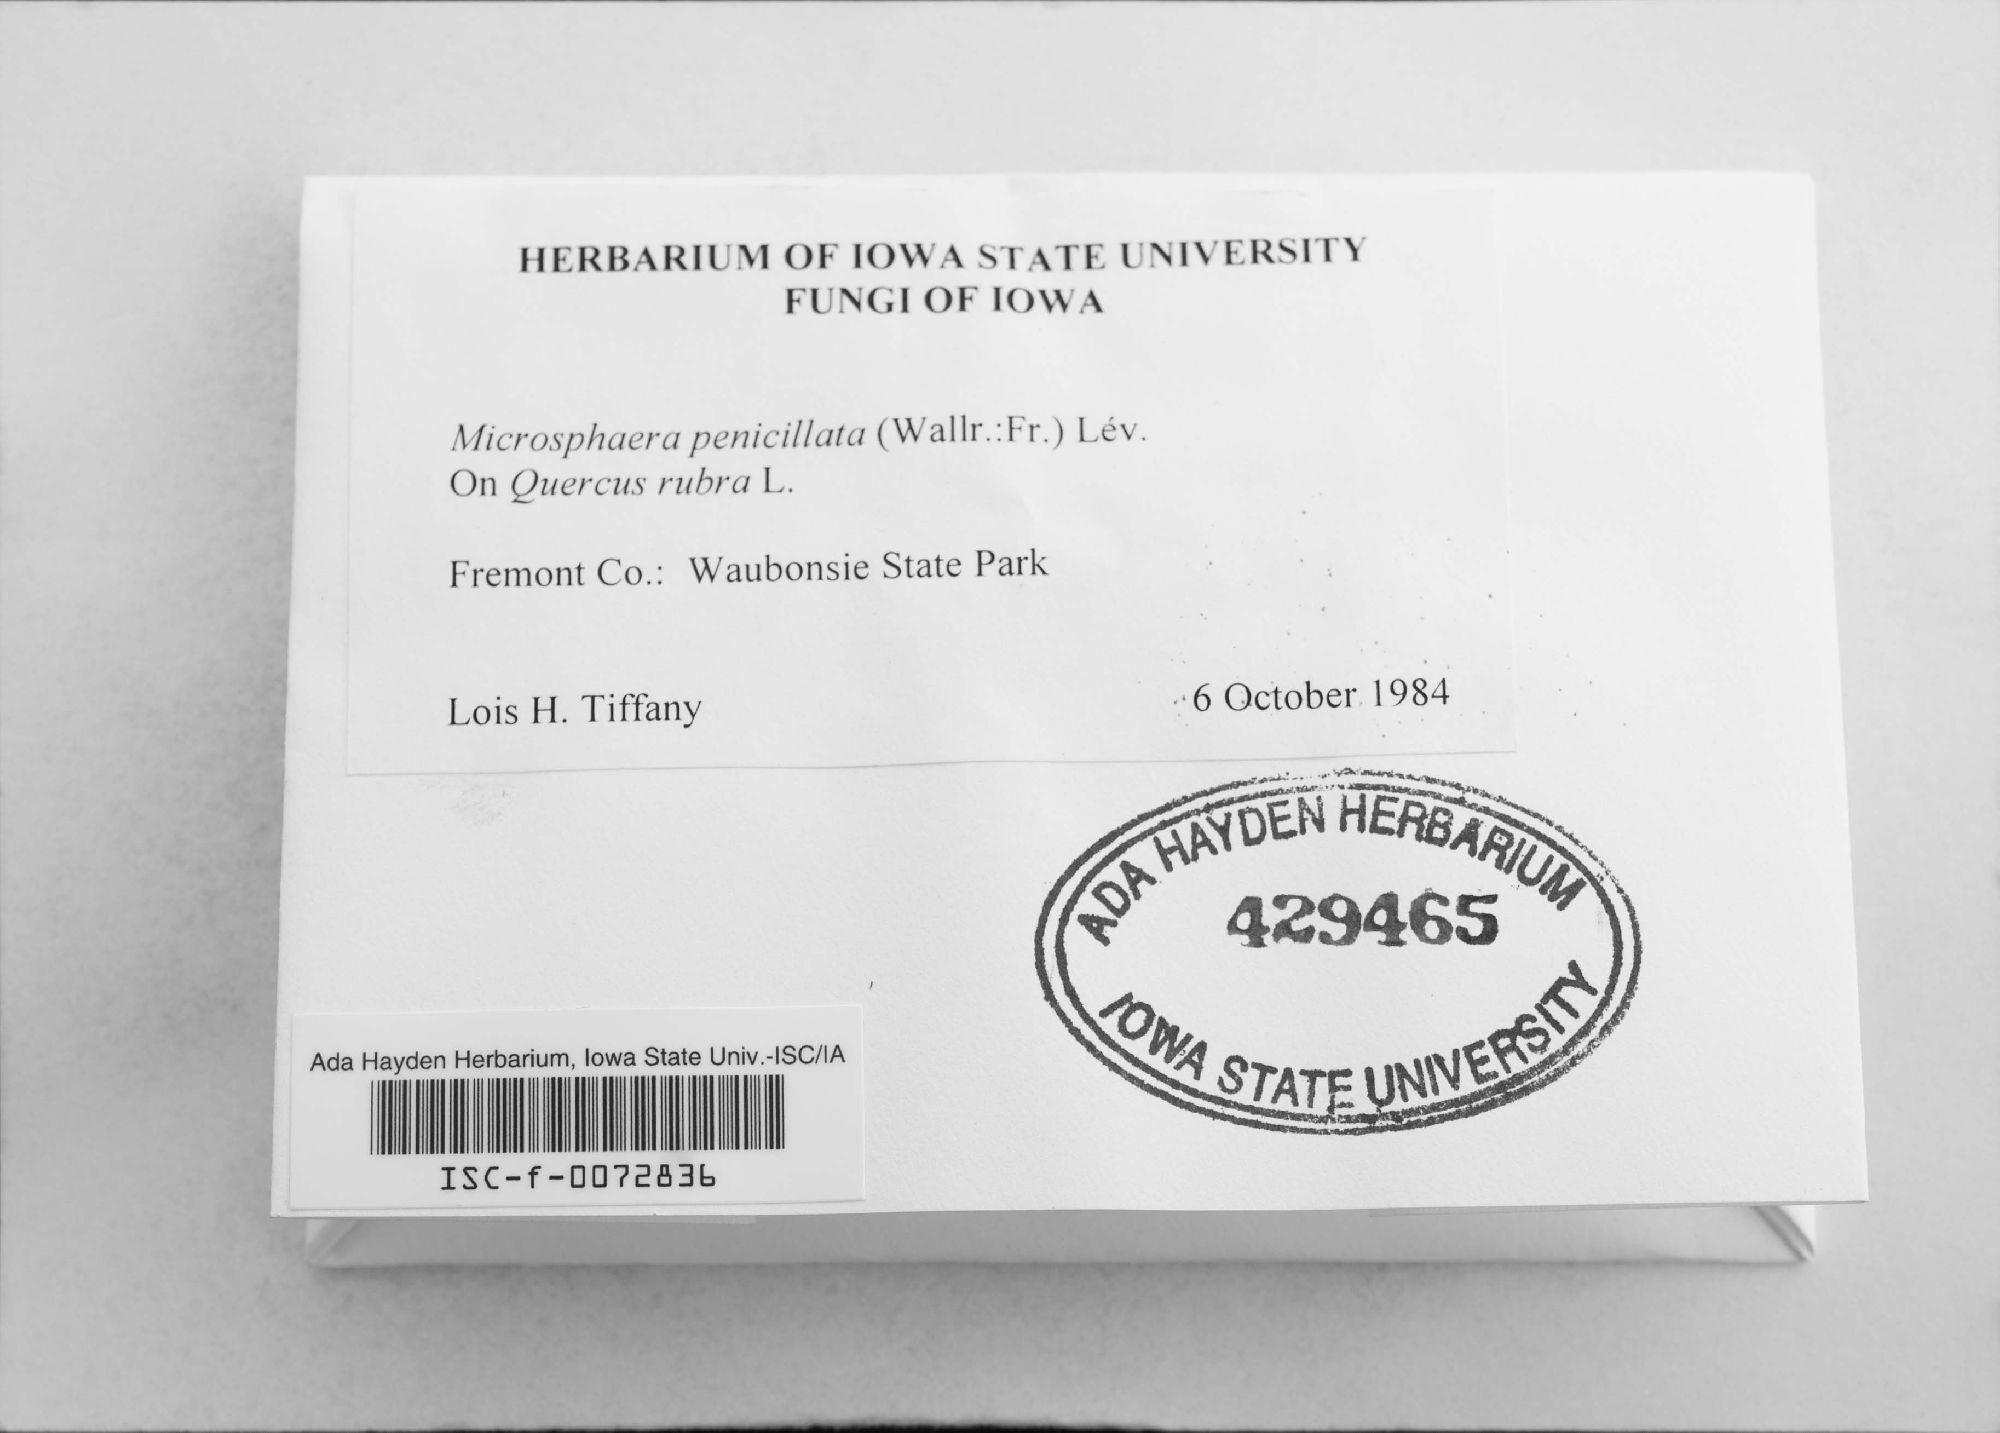 HERBARIUM OF IOWA STATE UNIVERSITY
FUNGI OF IOWA
Microsphaera penicillata (Wallr.:Fr.) Lév.
On Quercus rubra L.
Fremont Co.: Waubonsie State Park
Lois H. Tiffany 6 October 1984
ADA HAYDEN HERBARIUM
429465
IOWA STATE UNIVERSITY
Ada Hayden Herbarium, Iowa State Univ.-ISC/IA
ISC-f-0072836